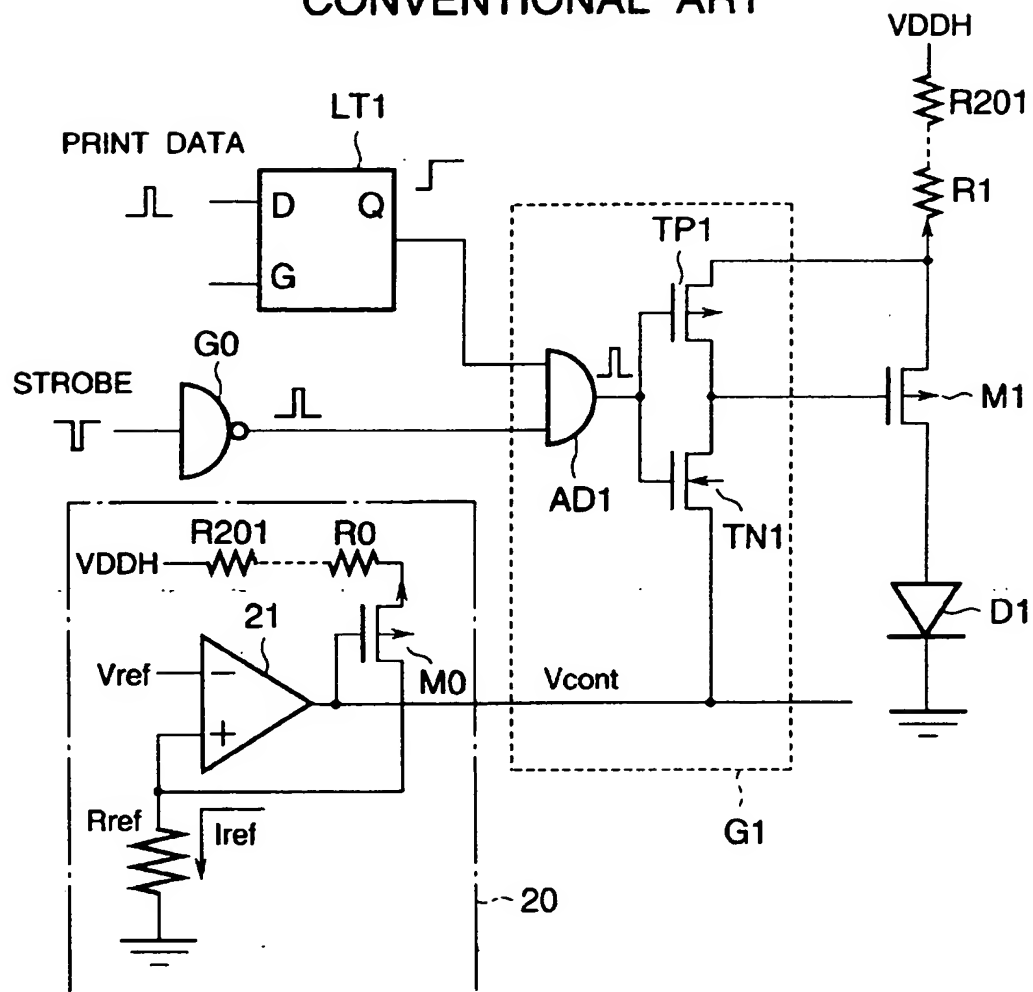 CONVENTIONAL ART
VDDH
R201
R1
LT1
PRINT DATA
D
Q
G
TP1
G0
STROBE
M1
AD1
TN1
R201
R0
VDDH
D1
21
Vref
−
M0
Vcont
+
Rref
Iref
G1
20